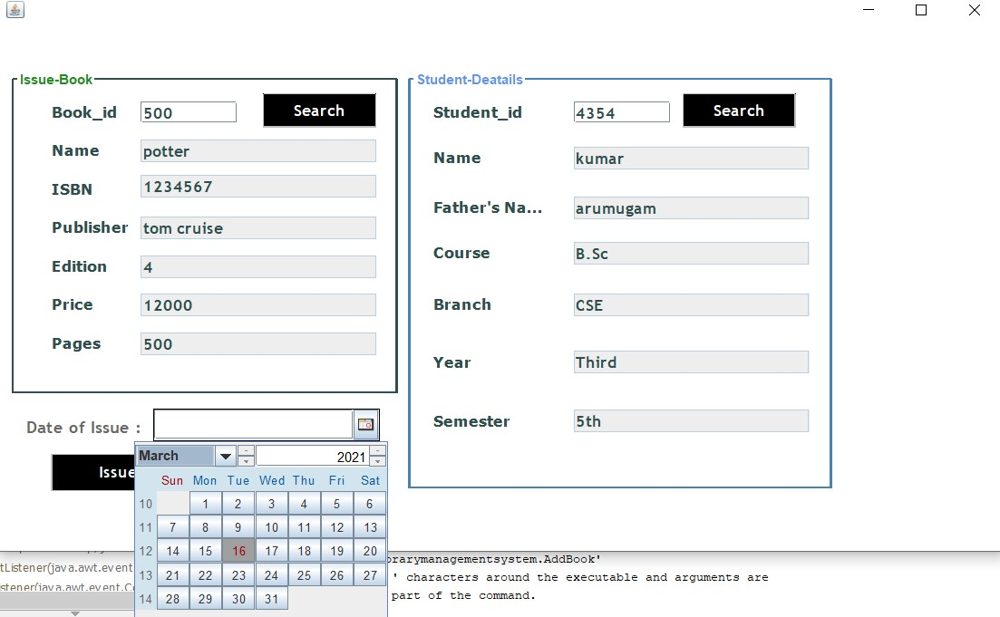 Issue-Book
Book_id 500 Search
Name potter
ISBN 1234567
Publisher tom cruise
Edition 4
Price 12000
Pages 500
Student-Deatails
Student_id 4354 Search
Name kumar
Father's Na...  arumugam
Course B.Sc
Branch CSE
Year Third
Semester 5th
Date of Issue :
Issue
March 2021
Sun Mon Tue Wed Thu Fri Sat
10 1 2 3 4 5 6
11 7 8 9 10 11 12 13
12 14 15 16 17 18 19 20
13 21 22 23 24 25 26 27
14 28 29 30 31
tListener(java.awt.event
stener(java.awt.event.Co
orarymanagementsystem.AddBook'
' characters around the executable and arguments are
part of the command.